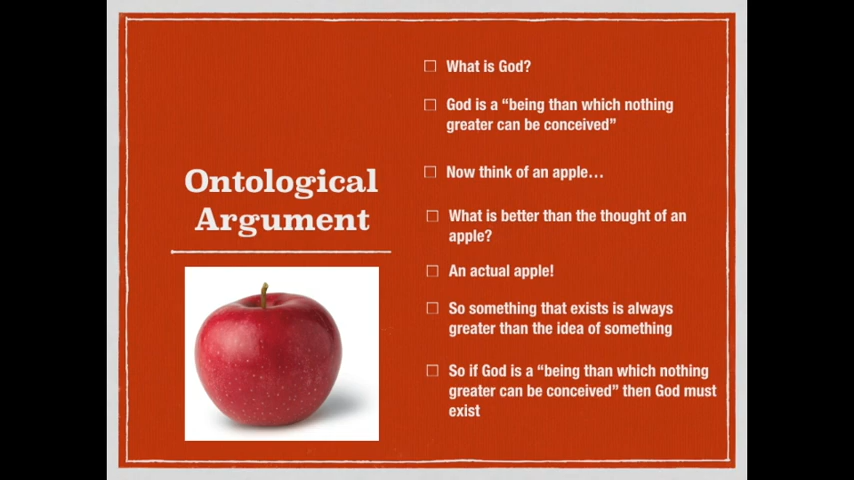 Ontological
Argument
What is God?
God is a “being than which nothing
greater can be conceived”
Now think of an apple…
What is better than the thought of an
apple?
An actual apple!
So something that exists is always
greater than the idea of something
So if God is a “being than which nothing
greater can be conceived” then God must
exist